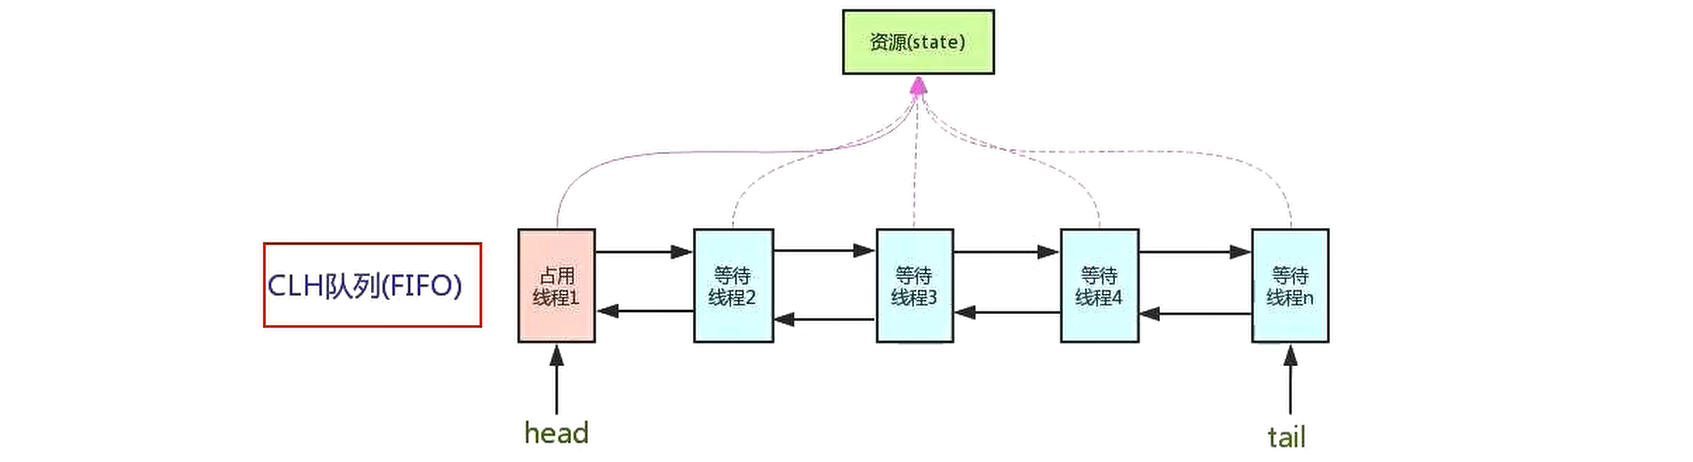 资源(state)
CLH队列(FIFO)
占用
线程1
等待
线程2
等待
线程3
等待
线程4
等待
线程n
head
tail